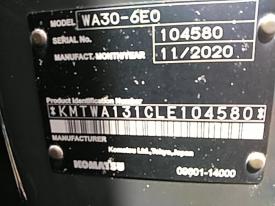 MODEL WA30-6E0
SERIAL No. 104580
MANUFACT. MONTH/YEAR 11/2020
Product Identification Number
*KMTWA131CLE104580*
MANUFACTURER
Komatsu Ltd. Tokyo, Japan
KOMATSU
09601-14000